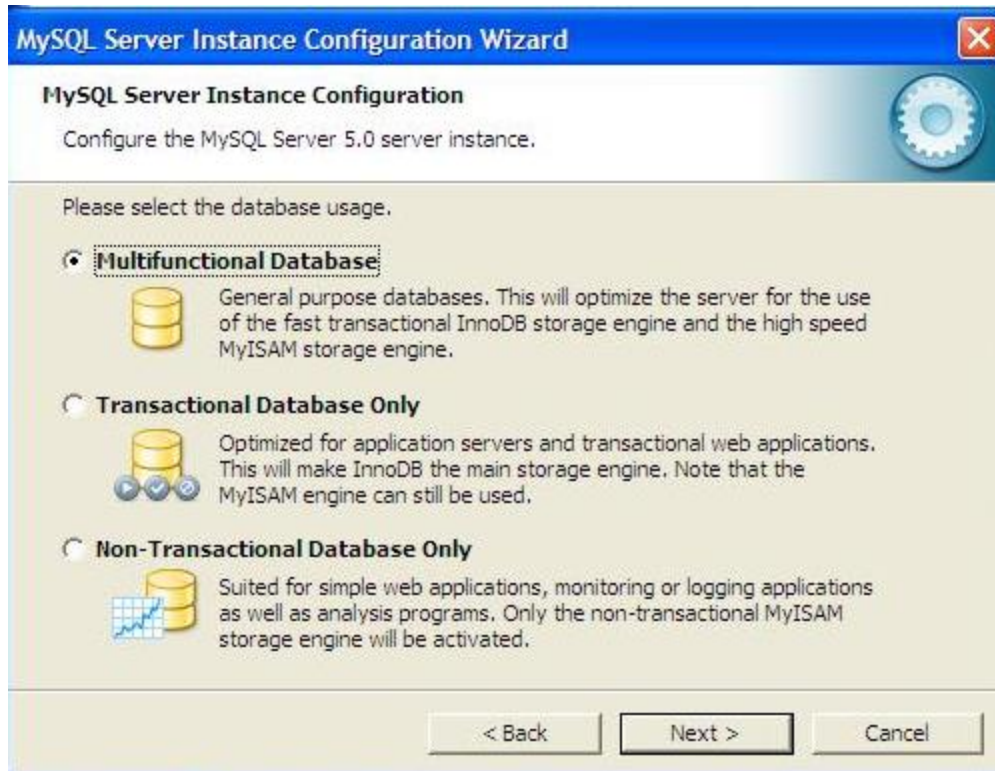 MySQL Server Instance Configuration Wizard
MySQL Server Instance Configuration
Configure the MySQL Server 5.0 server instance.
Please select the database usage.
Multifunctional Database
General purpose databases. This will optimize the server for the use
of the fast transactional InnoDB storage engine and the high speed
MyISAM storage engine.
Transactional Database Only
Optimized for application servers and transactional web applications.
This will make InnoDB the main storage engine. Note that the
MyISAM engine can still be used.
Non-Transactional Database Only
Suited for simple web applications, monitoring or logging applications
as well as analysis programs. Only the non-transactional MyISAM
storage engine will be activated.
< Back
Next >
Cancel